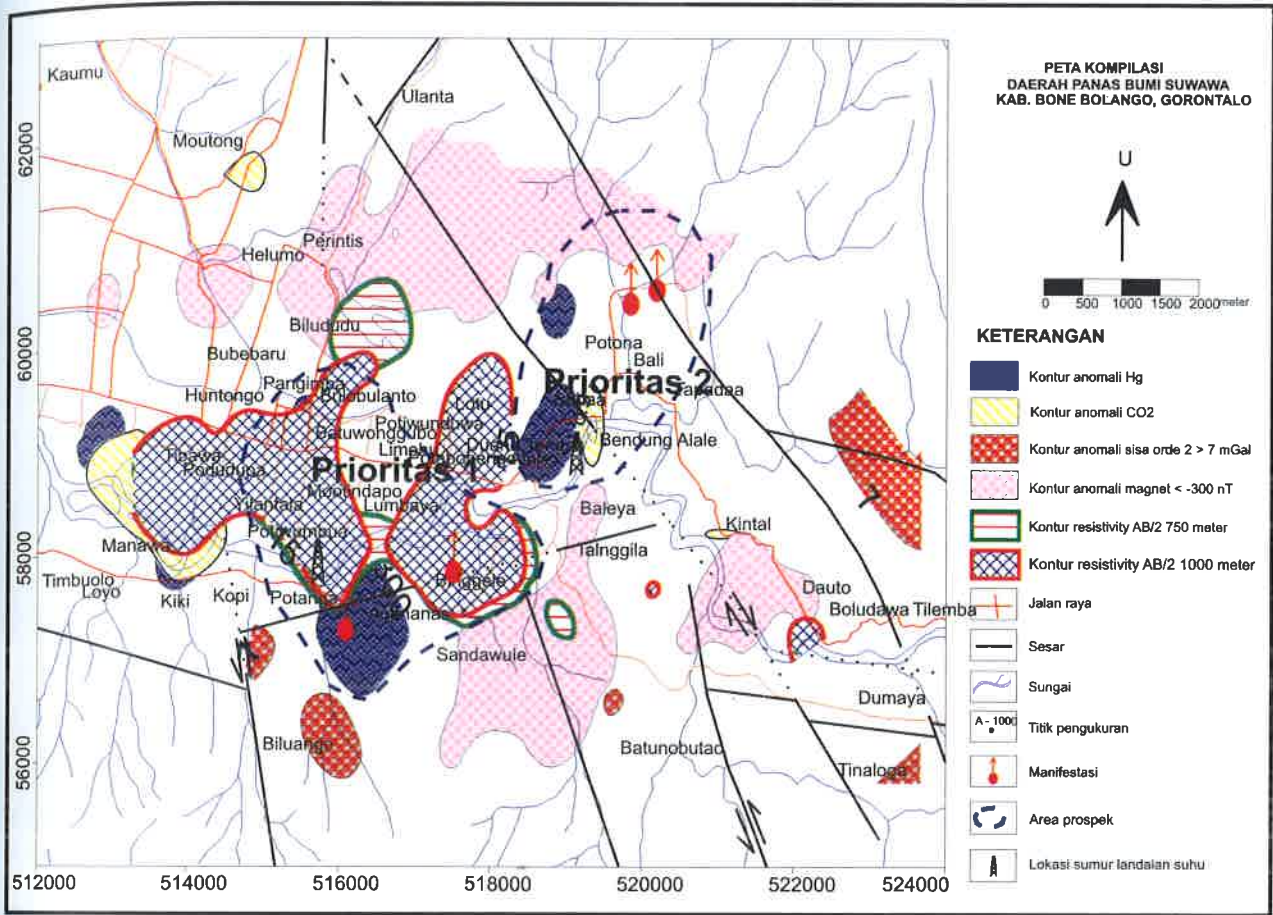 PETA KOMPILASI
DAERAH PANAS BUMI SUWAWA
KAB. BONE BOLANGO, GORONTALO
U
0 500 1000 1500 2000 meter
KETERANGAN
Kontur anomali Hg
Kontur anomali CO2
Kontur anomali sisa orde 2 > 7 mGal
Kontur anomali magnet < -300 nT
Kontur resistivity AB/2 750 meter
Kontur resistivity AB/2 1000 meter
Jalan raya
Sesar
Sungai
A - 1000
Titik pengukuran
Manifestasi
Area prospek
Lokasi sumur landaian suhu
Kaumu
Ulanta
Moutong
Perintis
Helumo
Bilududu
Bubebaru
Potona
Bali
Pangimba
Huntongo
Bulobulanto
Prioritas 2
Lolu
Potiwunduwa
Batuwonggubo
Bendung Alale
Tibawa
Podudupa
Prioritas 1
Lumbaya
Baleya
Kintal
Manawa
Talnggila
Timbuolo
Loyo
Kiki
Kopi
Dauto
Boludawa Tilemba
Sandawule
Dumaya
Biluango
Batunobutao
Tinaloga
62000
60000
58000
56000
512000
514000
516000
518000
520000
522000
524000